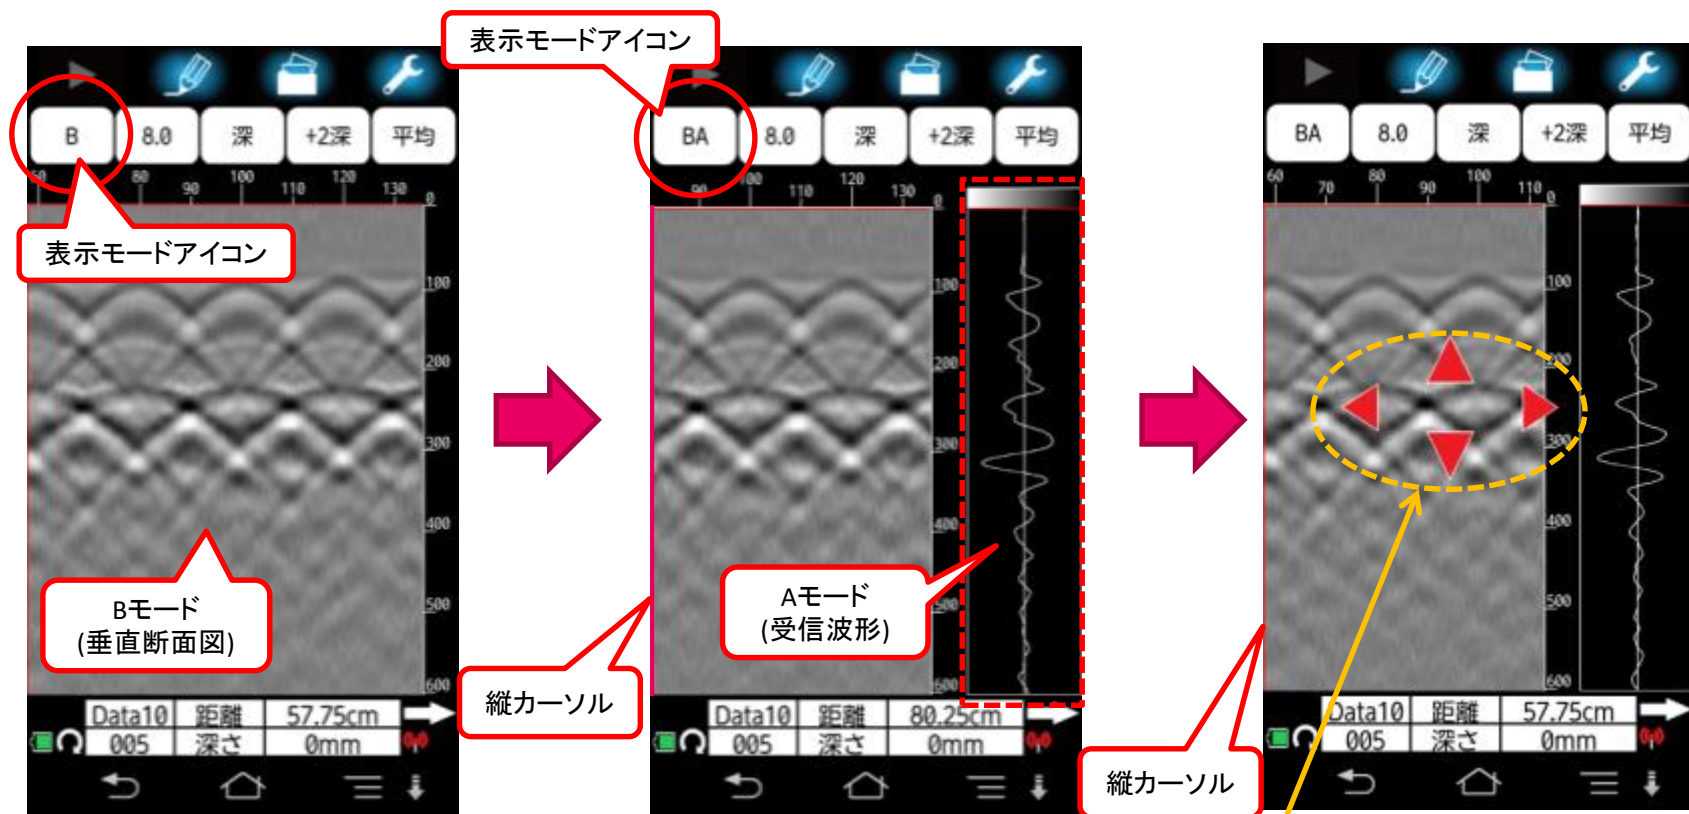 表示モードアイコン
B 8.0 深 +2深 平均
60 80 90 100 110 120 130
0
表示モードアイコン
100
200
300
400
500
600
Bモード
(垂直断面図)
Data10 距離 57.75cm
005 深さ 0mm
BA 8.0 深 +2深 平均
90 100 110 120 130
0
100
200
300
400
500
600
Aモード
(受信波形)
縦カーソル
Data10 距離 80.25cm
005 深さ 0mm
BA 8.0 深 +2深 平均
60 70 80 90 100 110
0
100
200
300
400
500
600
縦カーソル
Data10 距離 57.75cm
005 深さ 0mm